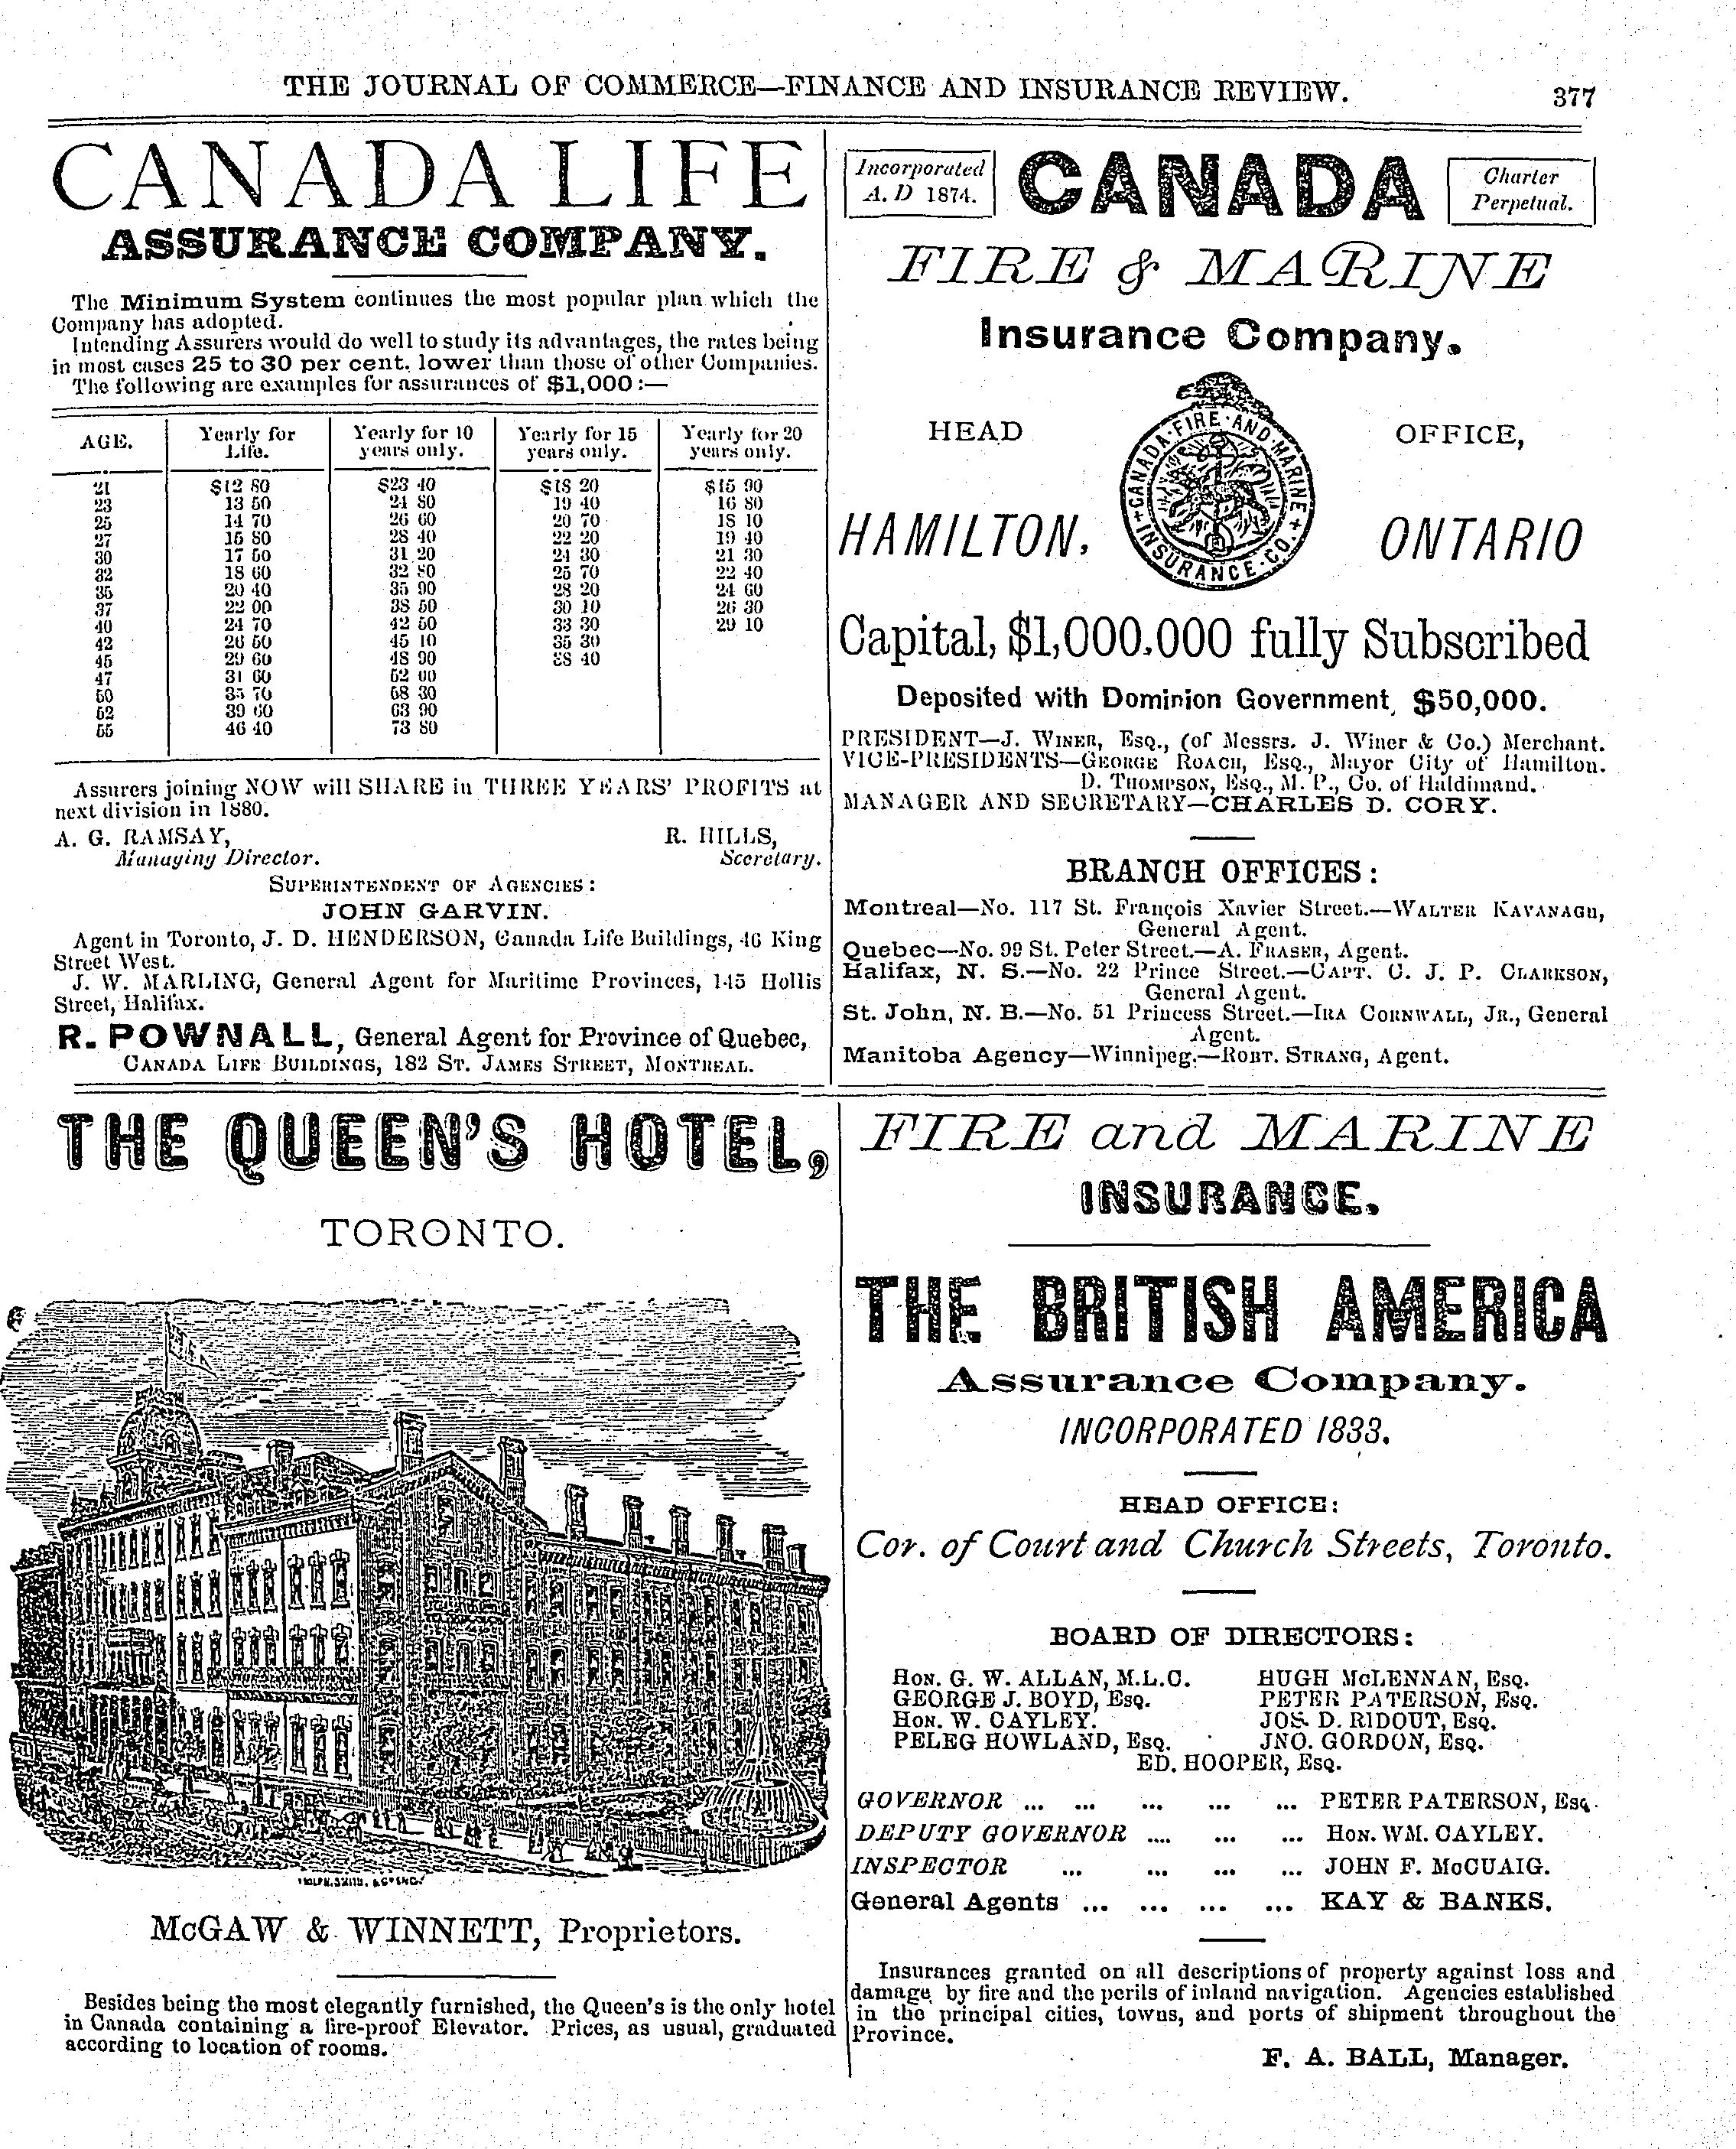 THE JOURNAL OF COMMERCE—FINANCE AND INSURANCE REVIEW. 377
CANADA LIFE
ASSURANCE COMPANY.
The Minimum System continues the most popular plan which the
Company has adopted.
Intending Assurers would do well to study its advantages, the rates being
in most cases 25 to 30 per cent. lower than those of other Companies.
The following are examples for assurances of $1,000 :—
AGE. Yearly for Life. Yearly for 10 years only. Yearly for 15 years only. Yearly for 20 years only.
21 $12 80 $23 40 $18 20 $15 90
23 13 50 24 80 19 40 16 80
25 14 70 26 60 20 70 18 10
27 15 80 28 40 22 20 19 40
30 17 60 31 20 24 30 21 30
32 18 60 32 80 25 70 22 40
35 20 40 35 90 28 20 24 60
37 22 00 38 50 30 10 26 30
40 24 70 42 50 33 30 29 10
42 26 50 45 10 35 30
45 29 60 48 90 38 40
47 31 60 52 00
50 35 70 58 30
52 39 60 63 90
55 46 40 73 80
Assurers joining NOW will SHARE in THREE YEARS' PROFITS at
next division in 1880.
A. G. RAMSAY, R. HILLS,
Managing Director. Secretary.
SUPERINTENDENT OF AGENCIES:
JOHN GARVIN.
Agent in Toronto, J. D. HENDERSON, Canada Life Buildings, 46 King
Street West.
J. W. MARLING, General Agent for Maritime Provinces, 145 Hollis
Street, Halifax.
R. POWNALL, General Agent for Province of Quebec,
CANADA LIFE BUILDINGS, 182 ST. JAMES STREET, MONTREAL.
Incorporated
A. D 1874.
CANADA
Charter
Perpetual.
FIRE & MARINE
Insurance Company.
HEAD OFFICE,
CANADA·FIRE·AND·MARINE+INSURANCE·CO.+
HAMILTON, ONTARIO
Capital, $1,000,000 fully Subscribed
Deposited with Dominion Government, $50,000.
PRESIDENT—J. WINER, Esq., (of Messrs. J. Winer & Co.) Merchant.
VICE-PRESIDENTS—GEORGE ROACH, Esq., Mayor City of Hamilton.
D. THOMPSON, Esq., M. P., Co. of Haldimand.
MANAGER AND SECRETARY—CHARLES D. CORY.
BRANCH OFFICES:
Montreal—No. 117 St. François Xavier Street.—WALTER KAVANAGH,
General Agent.
Quebec—No. 99 St. Peter Street.—A. FRASER, Agent.
Halifax, N. S.—No. 22 Prince Street.—CAPT. C. J. P. CLARKSON,
General Agent.
St. John, N. B.—No. 51 Princess Street.—IRA CORNWALL, JR., General
Agent.
Manitoba Agency—Winnipeg.—ROBT. STRANG, Agent.
THE QUEEN'S HOTEL,
TORONTO.
McGAW & WINNETT, Proprietors.
Besides being the most elegantly furnished, the Queen's is the only hotel
in Canada containing a fire-proof Elevator. Prices, as usual, graduated
according to location of rooms.
FIRE and MARINE
INSURANCE.
THE BRITISH AMERICA
Assurance Company.
INCORPORATED 1833.
HEAD OFFICE:
Cor. of Court and Church Streets, Toronto.
BOARD OF DIRECTORS:
HON. G. W. ALLAN, M.L.C. HUGH McLENNAN, Esq.
GEORGE J. BOYD, Esq. PETER PATERSON, Esq.
HON. W. CAYLEY. JOS. D. RIDOUT, Esq.
PELEG HOWLAND, Esq. JNO. GORDON, Esq.
ED. HOOPER, Esq.
GOVERNOR ... ... ... ... ... PETER PATERSON, Esq.
DEPUTY GOVERNOR .... ... ... HON. WM. CAYLEY.
INSPECTOR ... ... ... ... JOHN F. McCUAIG.
General Agents ... ... ... ... KAY & BANKS.
Insurances granted on all descriptions of property against loss and
damage by fire and the perils of inland navigation. Agencies established
in the principal cities, towns, and ports of shipment throughout the
Province.
F. A. BALL, Manager.